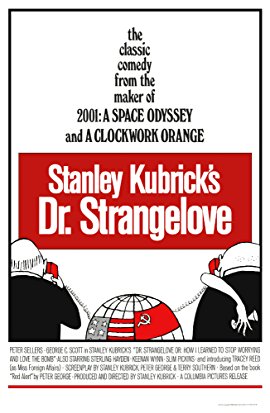 the
classic
comedy
from the
maker of
2001: A SPACE ODYSSEY
and A CLOCKWORK ORANGE
Stanley Kubrick's
Dr. Strangelove
PETER SELLERS · GEORGE C. SCOTT in STANLEY KUBRICK'S "DR. STRANGELOVE OR: HOW I LEARNED TO STOP WORRYING
AND LOVE THE BOMB" ALSO STARRING STERLING HAYDEN · KEENAN WYNN · SLIM PICKENS · and introducing TRACEY REED
(as Miss Foreign Affairs) · SCREENPLAY BY STANLEY KUBRICK, PETER GEORGE & TERRY SOUTHERN · Based on the book
"Red Alert" by PETER GEORGE · PRODUCED AND DIRECTED BY STANLEY KUBRICK · A COLUMBIA PICTURES RELEASE